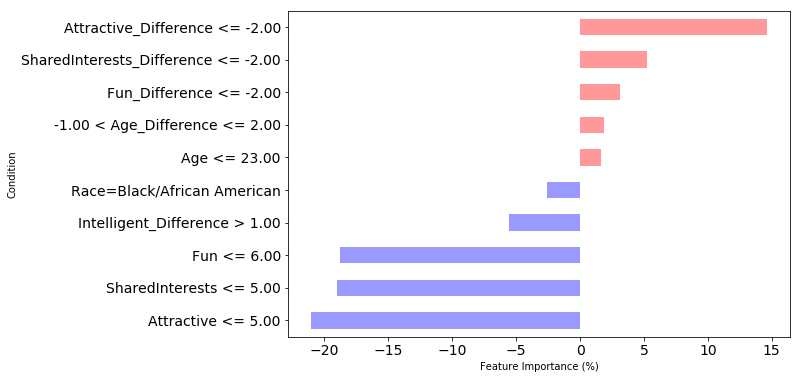 Attractive_Difference <= -2.00
SharedInterests_Difference <= -2.00
Fun_Difference <= -2.00
-1.00 < Age_Difference <= 2.00
Age <= 23.00
Race=Black/African American
Intelligent_Difference > 1.00
Fun <= 6.00
SharedInterests <= 5.00
Attractive <= 5.00
Condition
−20 −15 −10 −5 0 5 10 15
Feature Importance (%)